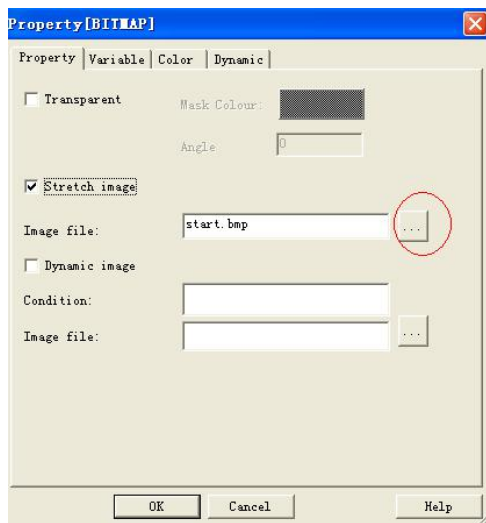 Property[BITMAP]
Property Variable Color Dynamic
Transparent
Mask Colour:
Angle 0
Stretch image
Image file: start.bmp ...
Dynamic image
Condition:
Image file: ...
OK Cancel Help